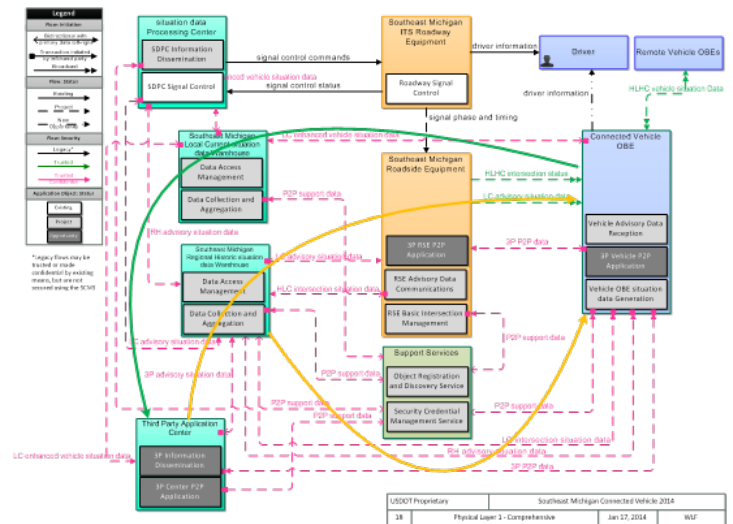 Legend
Flow Initiation
Flow Status
Existing
Project
Flow Security
Legacy*
Trusted
Application Object Status
Existing
Project
*Legacy flows may be
trusted or made
confidential by existing
means, but are not
secured using the SCMS
situation data
Processing Center
SDPC Information
Dissemination
SDPC Signal Control
signal control commands
enhanced vehicle situation data
signal control status
Southeast Michigan
ITS Roadway
Equipment
Roadway Signal
Control
driver information
Driver
Remote Vehicle OBEs
driver information
HLHC vehicle situation Data
signal phase and timing
Southeast Michigan
Local Current situation
data Warehouse
Data Access
Management
Data Collection and
Aggregation
LC enhanced vehicle situation data
P2P support data
RH advisory situation data
Southeast Michigan
Roadside Equipment
3P RSE P2P
Application
RSE Advisory Data
Communications
RSE Basic Intersection
Management
HLHC intersection status
LC advisory situation data
3P P2P data
Connected Vehicle
OBE
Vehicle Advisory Data
Reception
3P Vehicle P2P
Application
Vehicle OBE situation
data Generation
Southeast Michigan
Regional Historic situation
data Warehouse
Data Access
Management
Data Collection and
Aggregation
LC advisory situation data
HLC intersection situation data
LC advisory situation data
3P advisory situation data
P2P support data
P2P support data
P2P support data
P2P support data
P2P support data
Support Services
Object Registration
and Discovery Service
Security Credential
Management Service
Third Party Application
Center
3P Information
Dissemination
3P Center P2P
Application
LC enhanced vehicle situation data
LC intersection situation data
RH advisory situation data
3P P2P data
USDOT Proprietary
Southeast Michigan Connected Vehicle 2014
18
Physical Layer 1 - Comprehensive
Jan 17, 2014
WLF